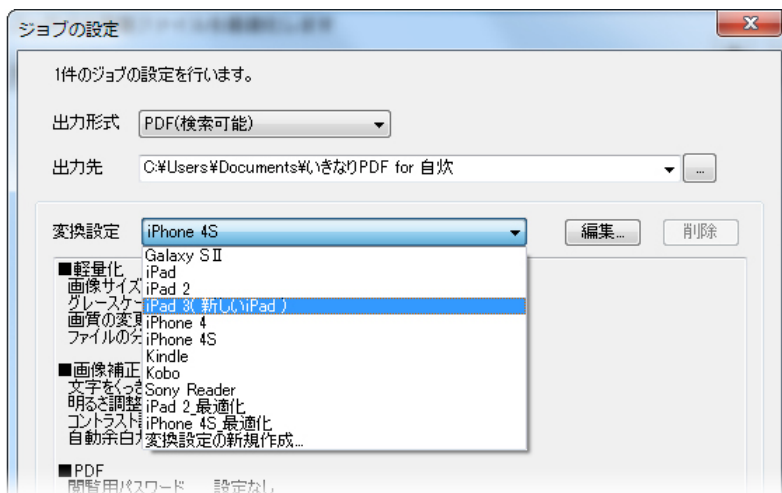 ジョブの設定
1件のジョブの設定を行います。
出力形式 PDF(検索可能)
出力先 C:¥Users¥Documents¥いきなりPDF for 自炊 ...
変換設定 iPhone 4S 編集... 削除
Galaxy SⅡ
iPad
iPad 2
iPad 3(新しいiPad)
iPhone 4
iPhone 4S
Kindle
Kobo
Sony Reader
iPad 2_最適化
iPhone 4S_最適化
変換設定の新規作成...
■軽量化
画像サイズ
グレースケー
画質の変更
ファイルの分
■画像補正
文字をくっき
明るさ調整
コントラスト
自動余白
■PDF
閲覧用パスワード 設定なし